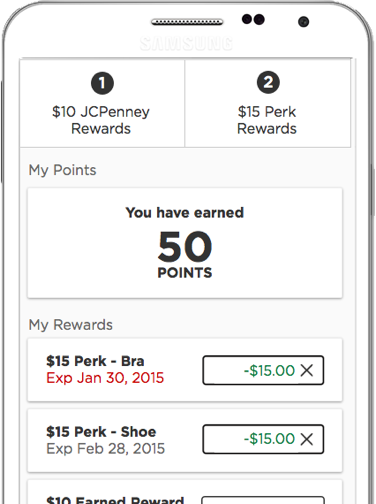 SAMSUNG
1
2
$10 JCPenney
Rewards
$15 Perk
Rewards
My Points
You have earned
50
POINTS
My Rewards
$15 Perk - Bra
Exp Jan 30, 2015
-$15.00
$15 Perk - Shoe
Exp Feb 28, 2015
-$15.00
$10 Earned Reward